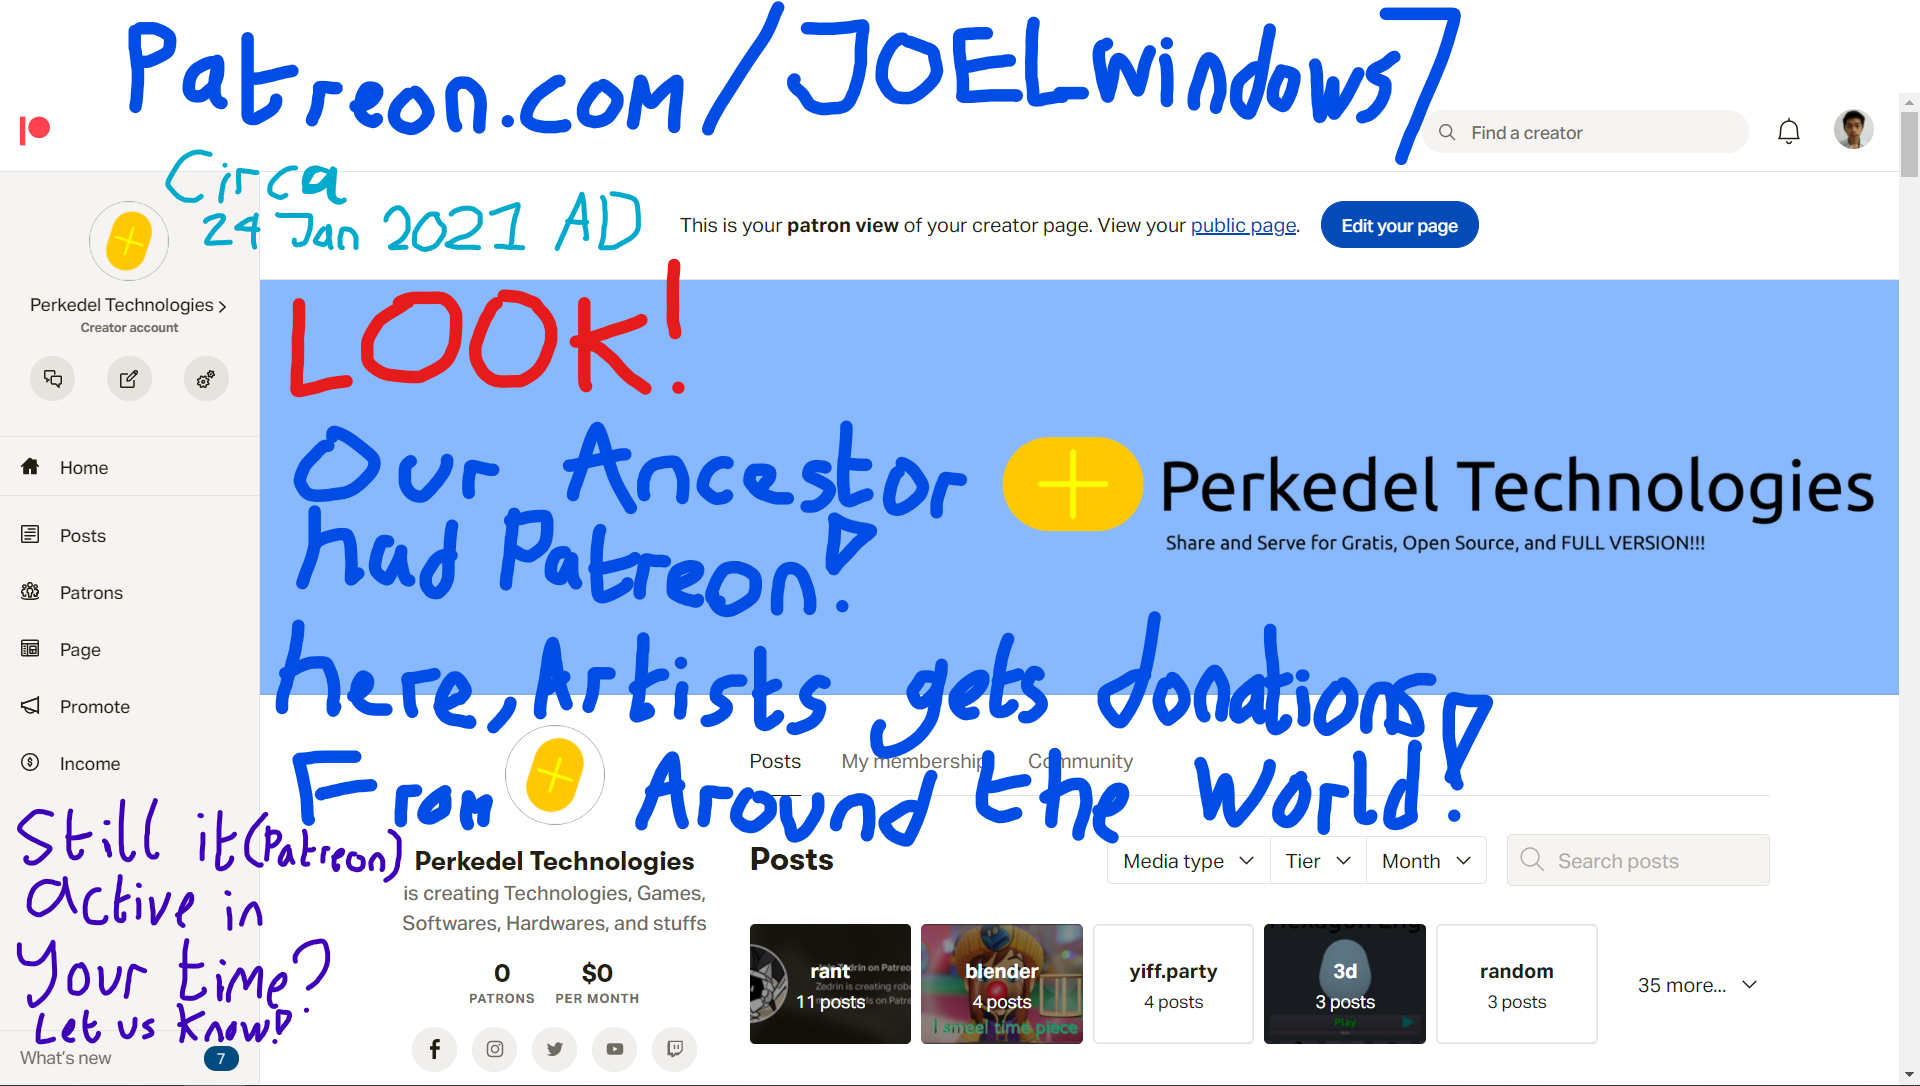 Patreon.com/JOELwindows7
Find a creator
Circa
24 Jan 2021 AD
This is your patron view of your creator page. View your public page.
Edit your page
Perkedel Technologies
Creator account
Home
Posts
Patrons
Page
Promote
Income
What's new
7
LOOK!
Our Ancestor
had Patreon!
here, Artists gets donations!
From Around the World!
Perkedel Technologies
Share and Serve for Gratis, Open Source, and FULL VERSION!!!
Still it (Patreon)
active in
Your time?
Let us know!
Posts
My membership
Community
Perkedel Technologies
is creating Technologies, Games,
Softwares, Hardwares, and stuffs
0
PATRONS
$0
PER MONTH
Posts
Media type
Tier
Month
Search posts
rant
11 posts
blender
4 posts
I smeel time piece
yiff.party
4 posts
3d
3 posts
Play
random
3 posts
35 more...